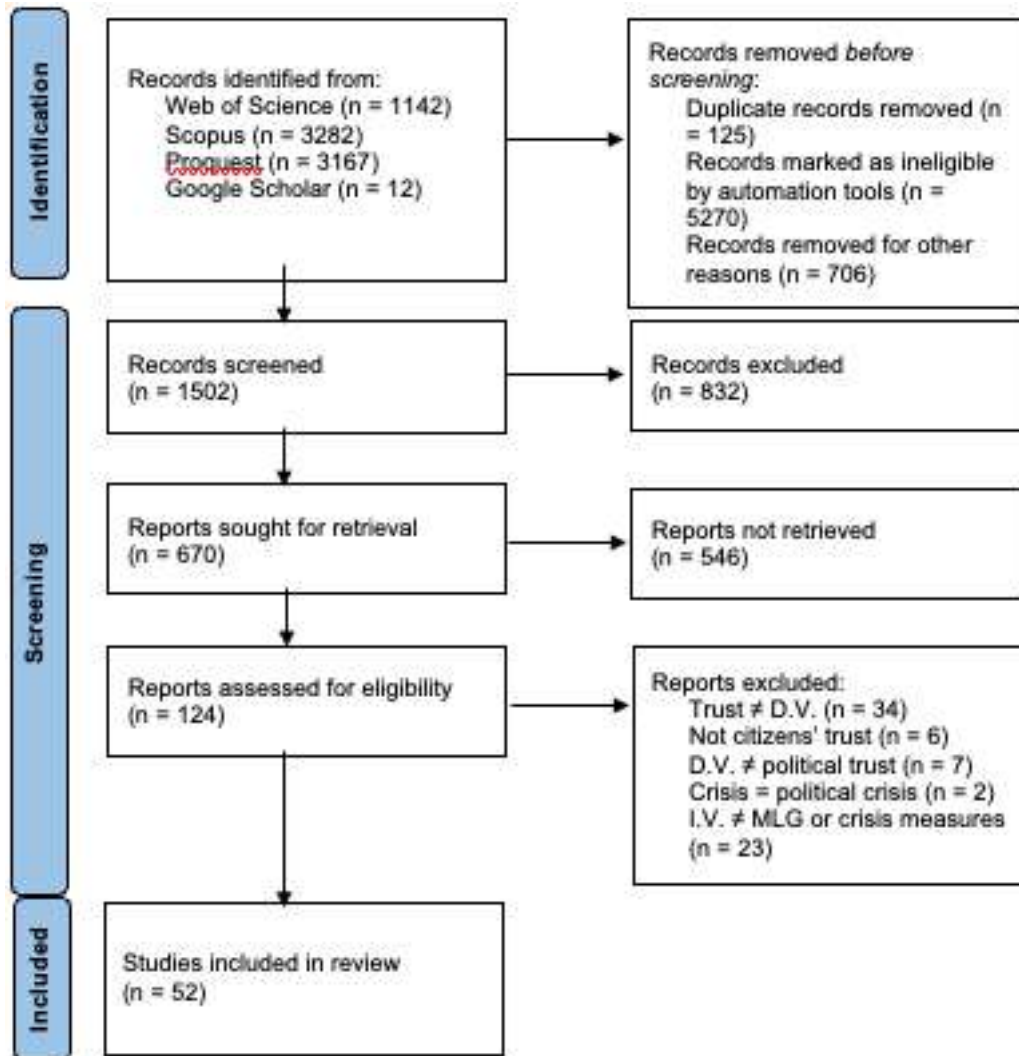 Identification
Records identified from:
Web of Science (n = 1142)
Scopus (n = 3282)
Proquest (n = 3167)
Google Scholar (n = 12)
Records removed before
screening:
Duplicate records removed (n
= 125)
Records marked as ineligible
by automation tools (n =
5270)
Records removed for other
reasons (n = 706)
Screening
Records screened
(n = 1502)
Records excluded
(n = 832)
Reports sought for retrieval
(n = 670)
Reports not retrieved
(n = 546)
Reports assessed for eligibility
(n = 124)
Reports excluded:
Trust ≠ D.V. (n = 34)
Not citizens' trust (n = 6)
D.V. ≠ political trust (n = 7)
Crisis = political crisis (n = 2)
I.V. ≠ MLG or crisis measures
(n = 23)
Included
Studies included in review
(n = 52)